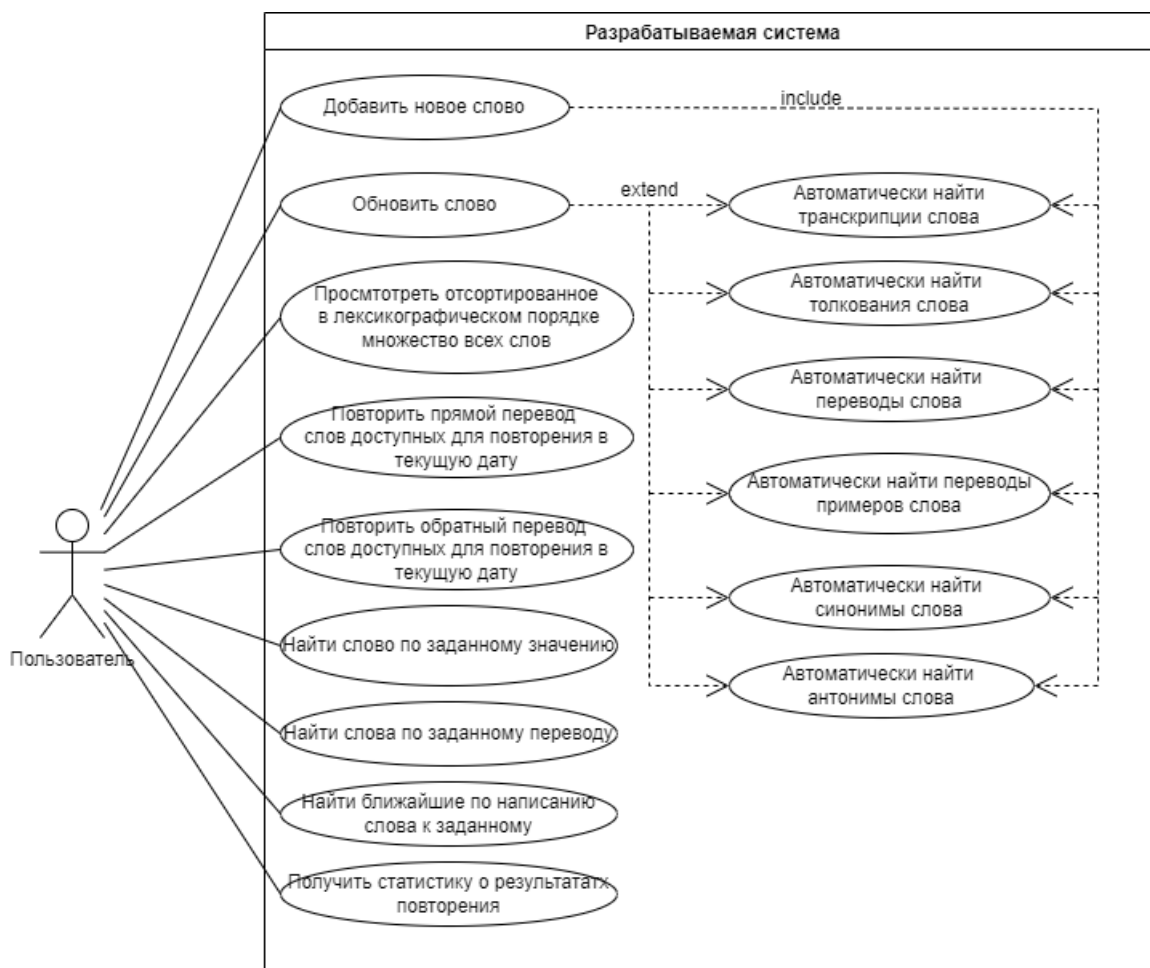 Разрабатываемая система
Добавить новое слово
include
Обновить слово
extend
Автоматически найти
транскрипции слова
Автоматически найти
толкования слова
Просмтотреть отсортированное
в лексикографическом порядке
множество всех слов
Автоматически найти
переводы слова
Повторить прямой перевод
слов доступных для повторения в
текущую дату
Автоматически найти переводы
примеров слова
Повторить обратный перевод
слов доступных для повторения в
текущую дату
Автоматически найти
синонимы слова
Пользователь
Найти слово по заданному значению
Автоматически найти
антонимы слова
Найти слова по заданному переводу
Найти ближайшие по написанию
слова к заданному
Получить статистику о результататх
повторения